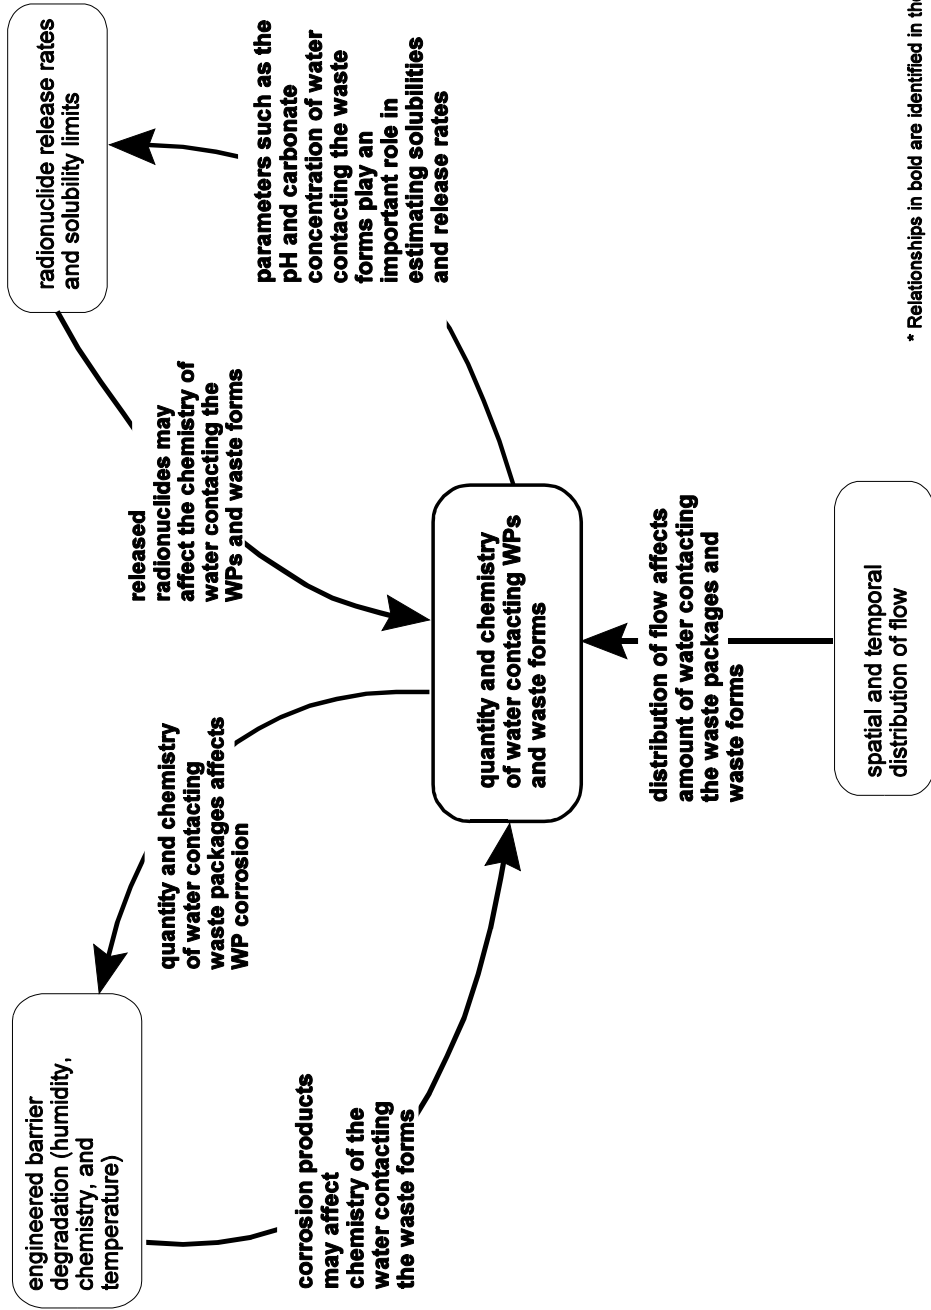 engineered barrier
degradation (humidity,
chemistry, and
temperature)
quantity and chemistry
of water contacting
waste packages affects
WP corrosion
released
radionuclides may
affect the chemistry of
water contacting the
WPs and waste forms
radionuclide release rates
and solubility limits
corrosion products
may affect
chemistry of the
water contacting
the waste forms
quantity and chemistry
of water contacting WPs
and waste forms
parameters such as the
pH and carbonate
concentration of water
contacting the waste
forms play an
important role in
estimating solubilities
and release rates
distribution of flow affects
amount of water contacting
the waste packages and
waste forms
spatial and temporal
distribution of flow
* Relationships in bold are identified in the